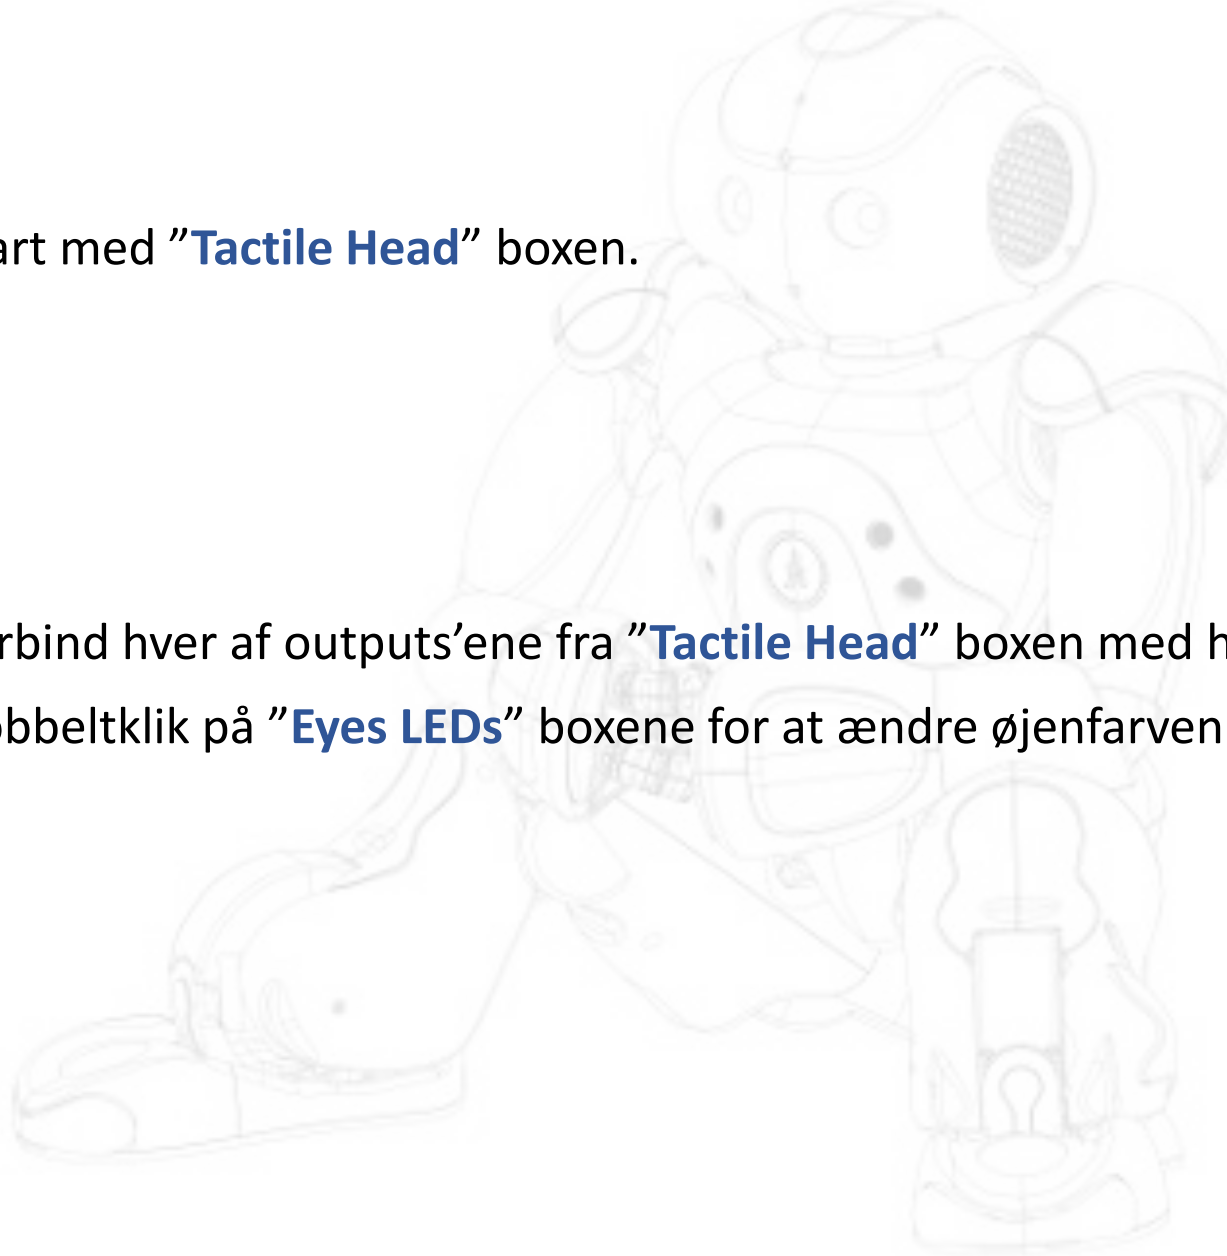 art med ”Tactile Head” boxen.
rbind hver af outputs’ene fra ”Tactile Head” boxen med h
bbeltklik på ”Eyes LEDs” boxene for at ændre øjenfarven